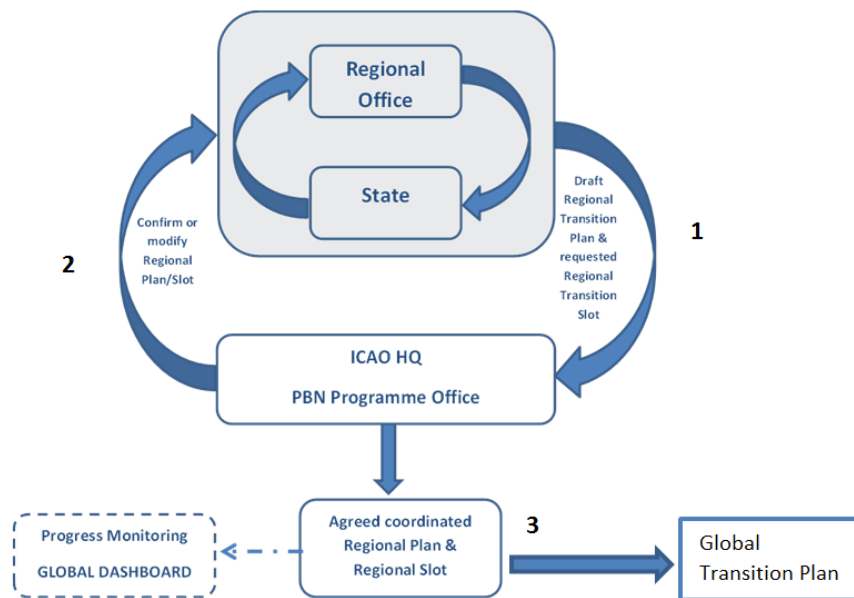 Regional
Office
State
Draft
Regional
Transition
Plan &
requested
Regional
Transition
Slot
1
2
Confirm or
modify
Regional
Plan/Slot
ICAO HQ
PBN Programme Office
Agreed coordinated
Regional Plan &
Regional Slot
3
Global
Transition Plan
Progress Monitoring
GLOBAL DASHBOARD